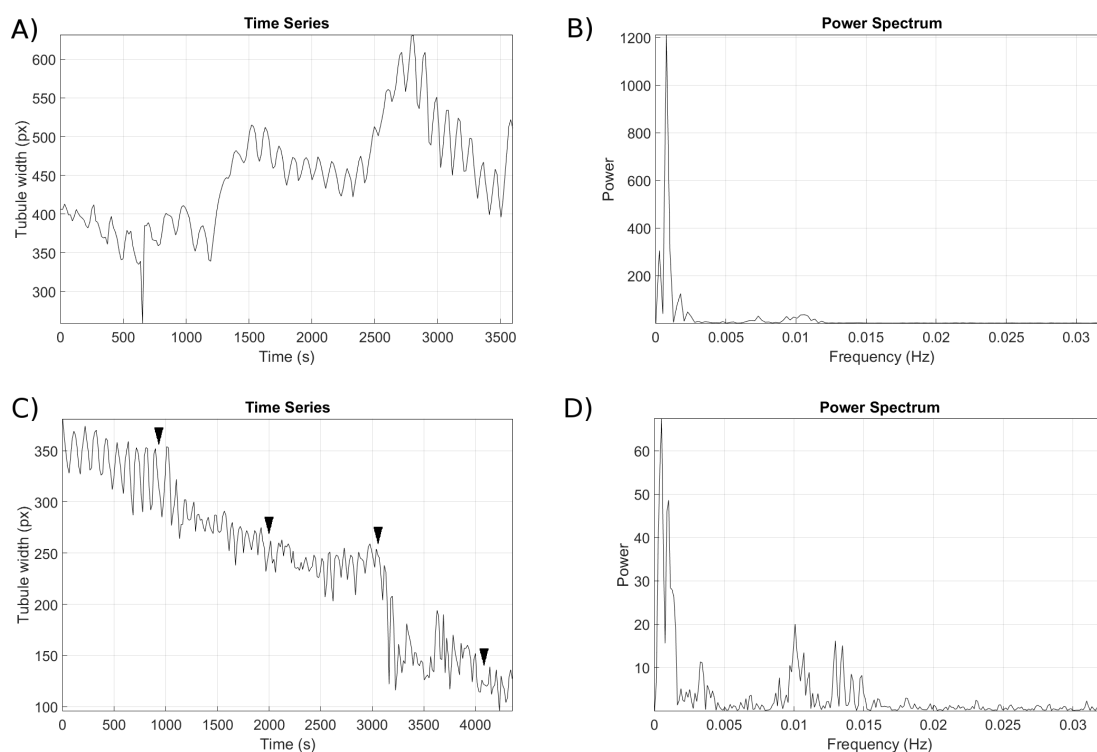 A)
Time Series
Tubule width (px)
600
550
500
450
400
350
300
0 500 1000 1500 2000 2500 3000 3500
Time (s)
B)
Power Spectrum
Power
1200
1000
800
600
400
200
0 0.005 0.01 0.015 0.02 0.025 0.03
Frequency (Hz)
C)
Time Series
Tubule width (px)
350
300
250
200
150
100
0 500 1000 1500 2000 2500 3000 3500 4000
Time (s)
D)
Power Spectrum
Power
60
50
40
30
20
10
0 0.005 0.01 0.015 0.02 0.025 0.03
Frequency (Hz)